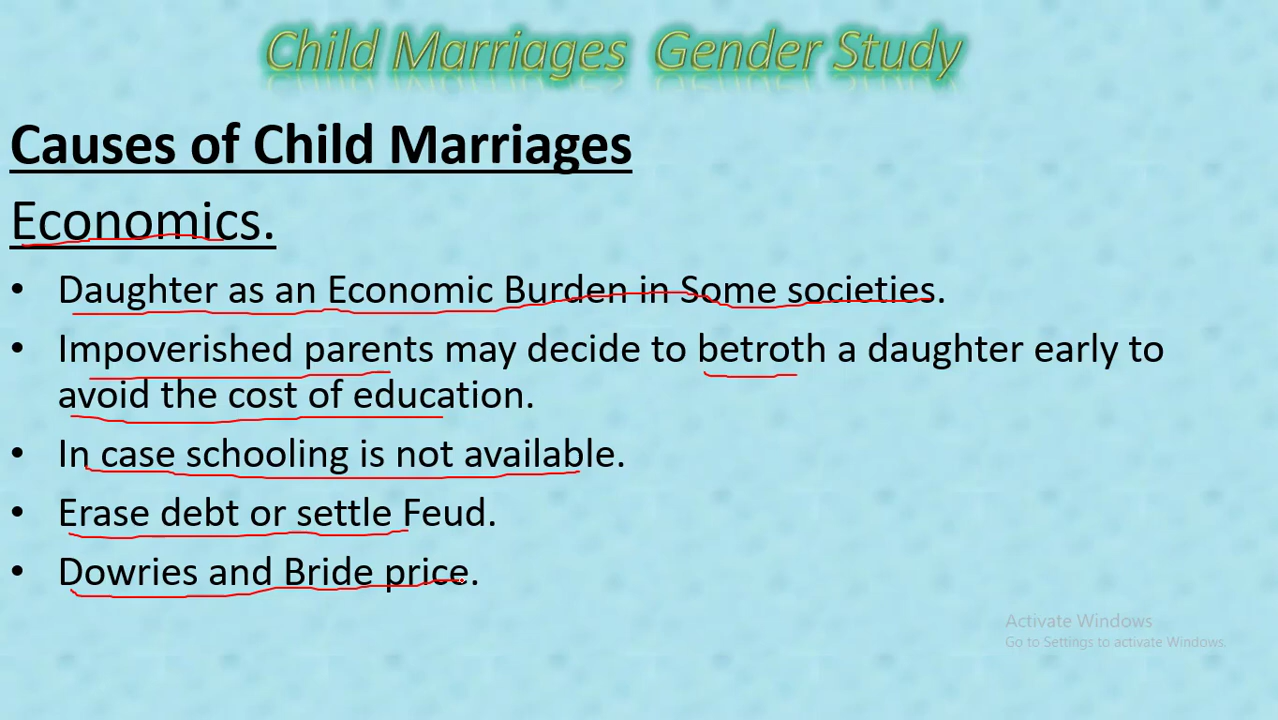 Child Marriages Gender Study
Causes of Child Marriages
Economics.
• Daughter as an Economic Burden in Some societies.
• Impoverished parents may decide to betroth a daughter early to
avoid the cost of education.
• In case schooling is not available.
• Erase debt or settle Feud.
• Dowries and Bride price.
Activate Windows
Go to Settings to activate Windows.